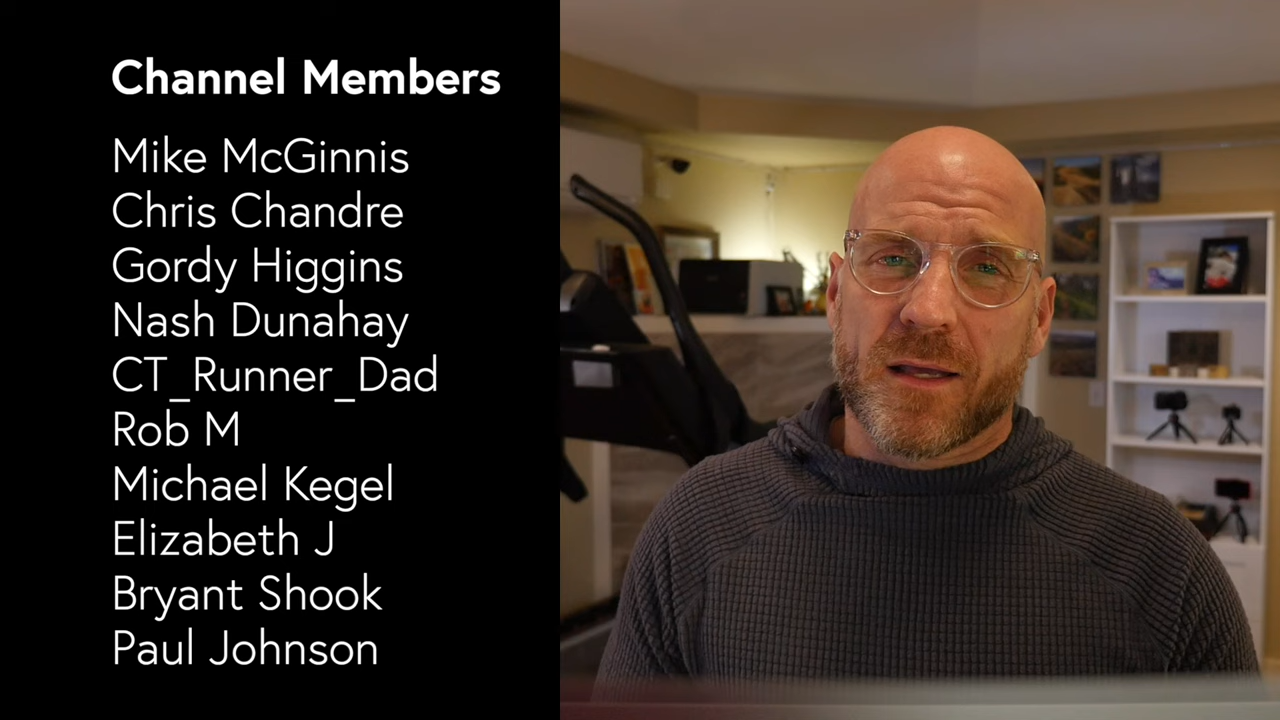 Channel Members
Mike McGinnis
Chris Chandre
Gordy Higgins
Nash Dunahay
CT_Runner_Dad
Rob M
Michael Kegel
Elizabeth J
Bryant Shook
Paul Johnson